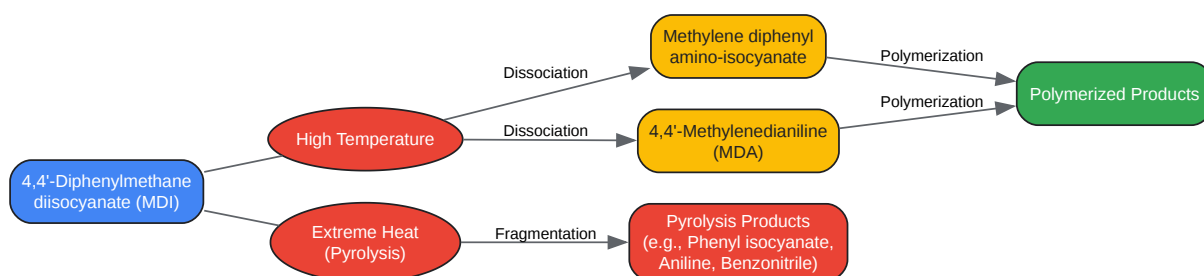 4,4'-Diphenylmethane
diisocyanate (MDI)
High Temperature
Extreme Heat
(Pyrolysis)
Dissociation
Dissociation
Fragmentation
Methylene diphenyl
amino-isocyanate
4,4'-Methylenedianiline
(MDA)
Pyrolysis Products
(e.g., Phenyl isocyanate,
Aniline, Benzonitrile)
Polymerization
Polymerization
Polymerized Products